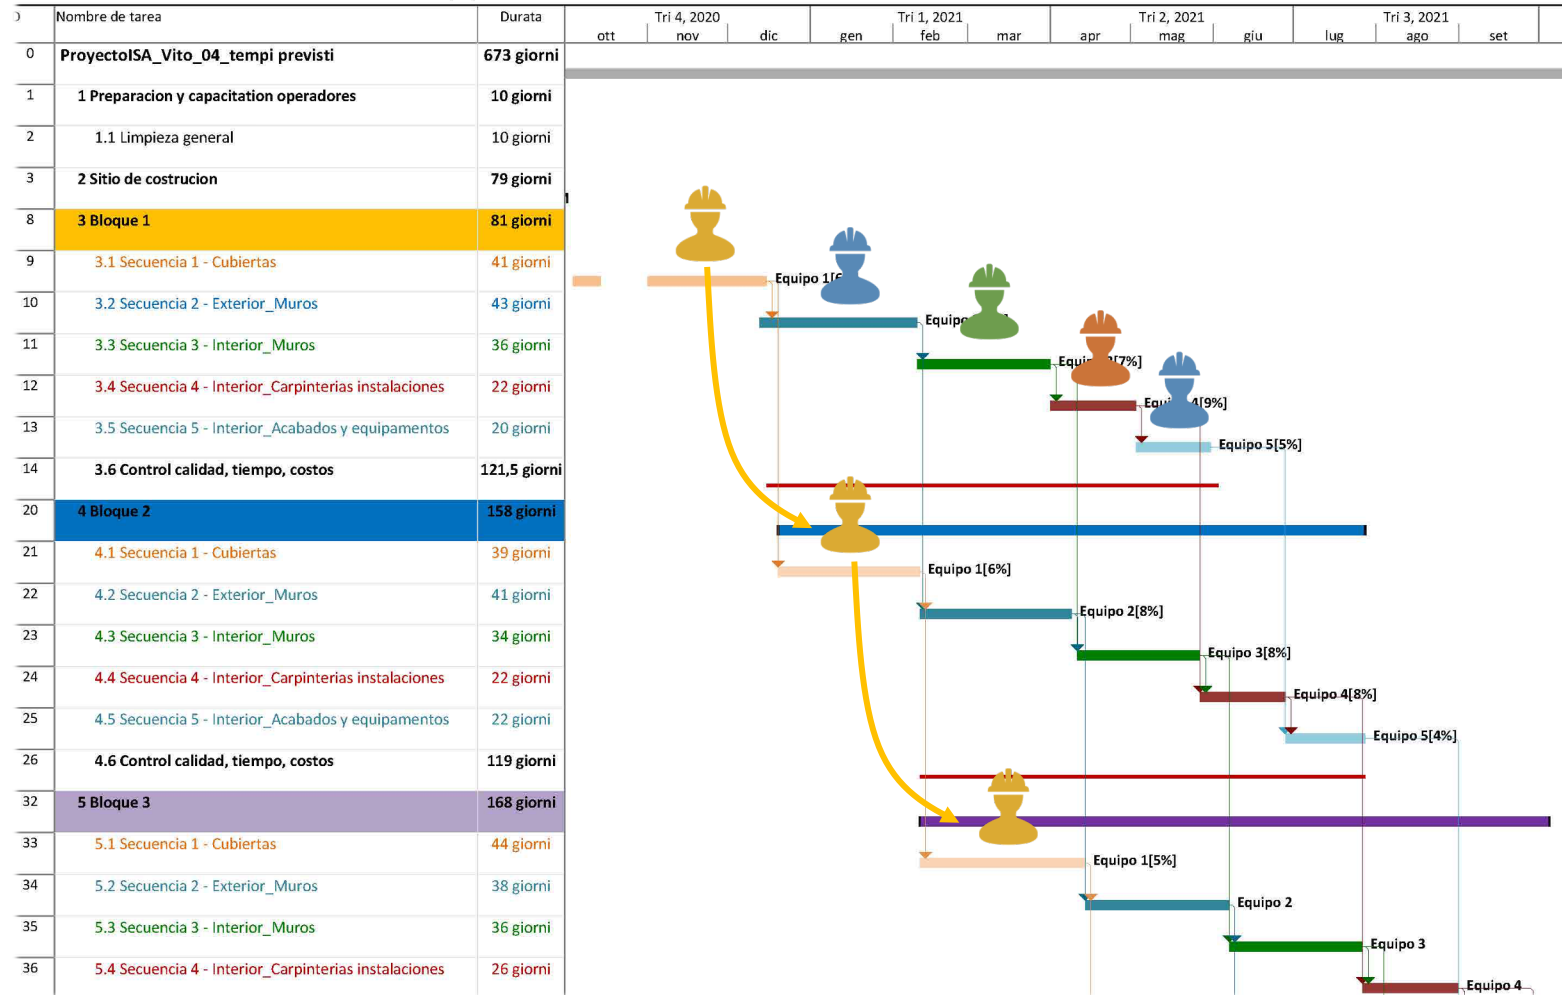 Nombre de tarea Durata Tri 4, 2020 Tri 1, 2021 Tri 2, 2021 Tri 3, 2021
ott nov dic gen feb mar apr mag giu lug ago set
0 ProyectoISA_Vito_04_tempi previsti 673 giorni
1 1 Preparacion y capacitation operadores 10 giorni
2 1.1 Limpieza general 10 giorni
3 2 Sitio de costrucion 79 giorni
8 3 Bloque 1 81 giorni
9 3.1 Secuencia 1 - Cubiertas 41 giorni Equipo 1
10 3.2 Secuencia 2 - Exterior_Muros 43 giorni
11 3.3 Secuencia 3 - Interior_Muros 36 giorni [7%]
12 3.4 Secuencia 4 - Interior_Carpinterias instalaciones 22 giorni 4[9%]
13 3.5 Secuencia 5 - Interior_Acabados y equipamentos 20 giorni Equipo 5[5%]
14 3.6 Control calidad, tiempo, costos 121,5 giorni
20 4 Bloque 2 158 giorni
21 4.1 Secuencia 1 - Cubiertas 39 giorni Equipo 1[6%]
22 4.2 Secuencia 2 - Exterior_Muros 41 giorni Equipo 2[8%]
23 4.3 Secuencia 3 - Interior_Muros 34 giorni Equipo 3[8%]
24 4.4 Secuencia 4 - Interior_Carpinterias instalaciones 22 giorni Equipo 4[8%]
25 4.5 Secuencia 5 - Interior_Acabados y equipamentos 22 giorni Equipo 5[4%]
26 4.6 Control calidad, tiempo, costos 119 giorni
32 5 Bloque 3 168 giorni
33 5.1 Secuencia 1 - Cubiertas 44 giorni Equipo 1[5%]
34 5.2 Secuencia 2 - Exterior_Muros 38 giorni Equipo 2
35 5.3 Secuencia 3 - Interior_Muros 36 giorni Equipo 3
36 5.4 Secuencia 4 - Interior_Carpinterias instalaciones 26 giorni Equipo 4